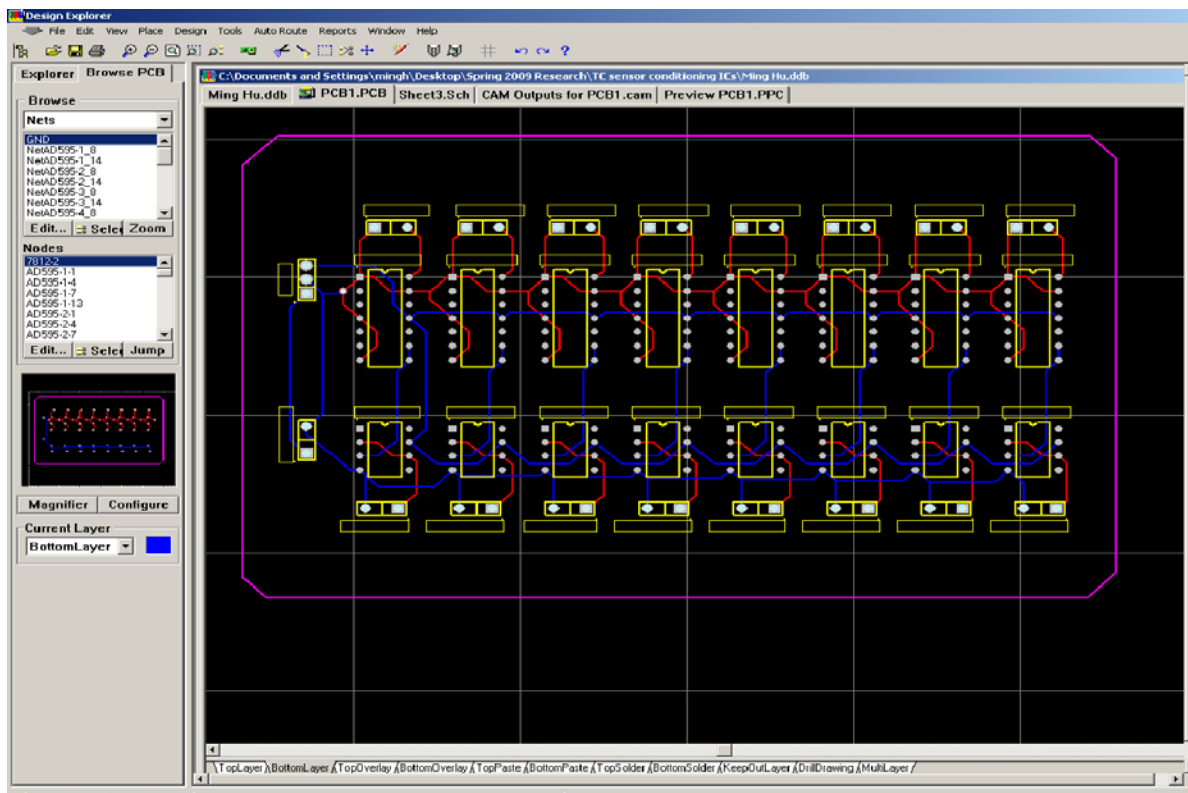 Design Explorer
File Edit View Place Design Tools Auto Route Reports Window Help
Explorer Browse PCB
C:\Documents and Settings\mingh\Desktop\Spring 2009 Research\TC sensor conditioning ICs\Ming Hu.ddb
Ming Hu.ddb PCB1.PCB Sheet3.Sch CAM Outputs for PCB1.cam Preview PCB1.PPC
Browse
Nets
GND
NetAD595-1_8
NetAD595-1_14
NetAD595-2_8
NetAD595-2_14
NetAD595-3_8
NetAD595-3_14
NetAD595-4_8
Edit... Selec Zoom
Nodes
7812-2
AD595-1-1
AD595-1-4
AD595-1-7
AD595-1-13
AD595-2-1
AD595-2-4
AD595-2-7
Edit... Selec Jump
Magnifier Configure
Current Layer
BottomLayer
TopLayer BottomLayer TopOverlay BottomOverlay TopPaste BottomPaste TopSolder BottomSolder KeepOutLayer DrillDrawing MultiLayer